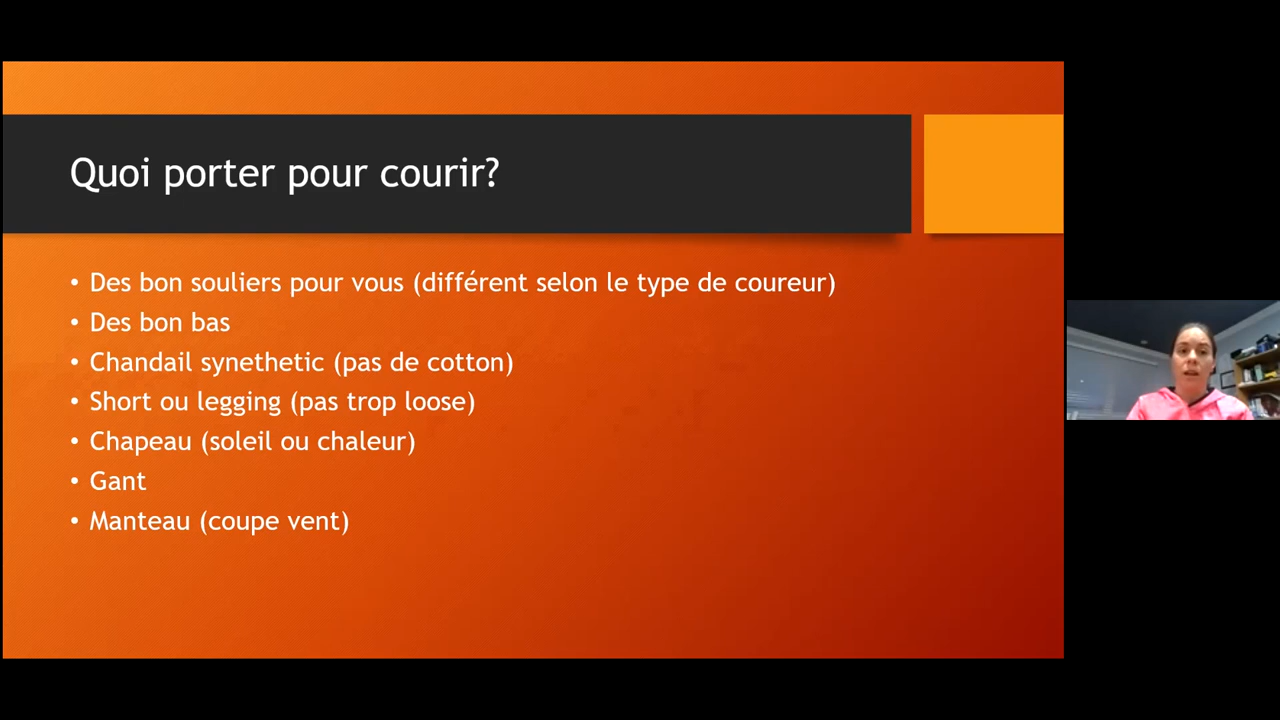 Quoi porter pour courir?
• Des bon souliers pour vous (différent selon le type de coureur)
• Des bon bas
• Chandail synethetic (pas de cotton)
• Short ou legging (pas trop loose)
• Chapeau (soleil ou chaleur)
• Gant
• Manteau (coupe vent)